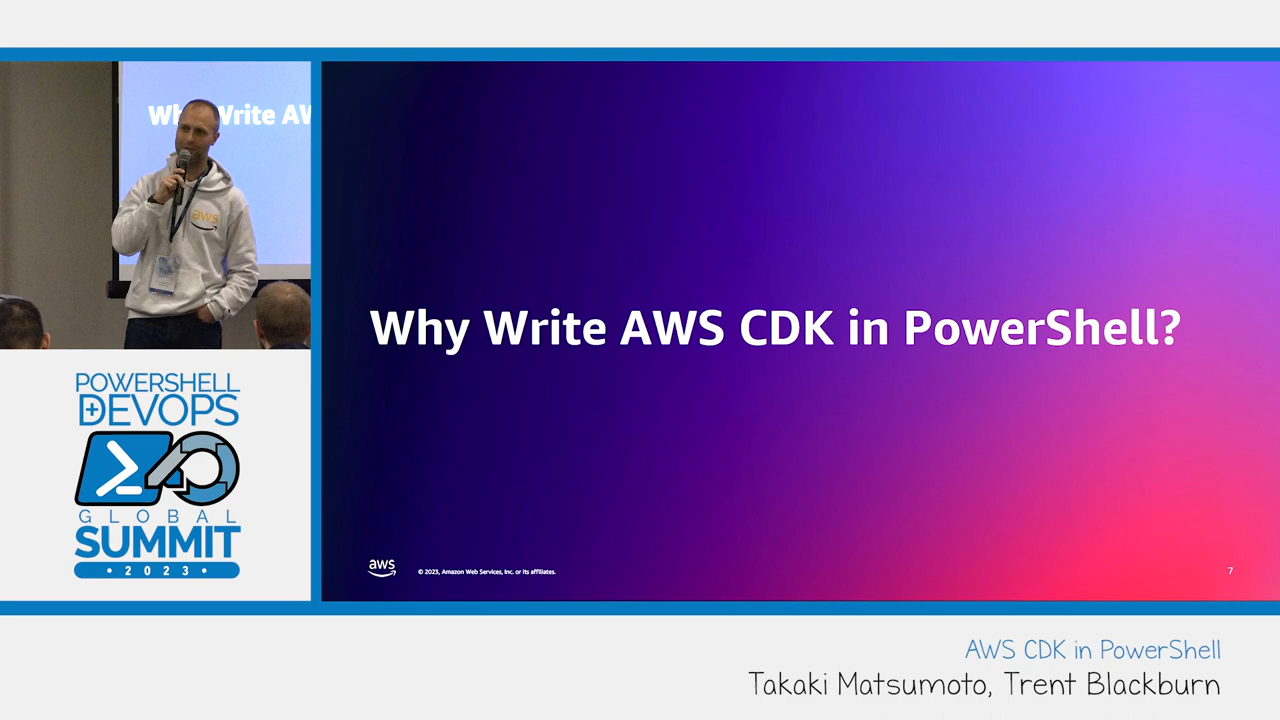 Why Write AW
aws
POWERSHELL
+DEVOPS
GLOBAL
SUMMIT
• 2023 •
Why Write AWS CDK in PowerShell?
aws
© 2023, Amazon Web Services, Inc. or its affiliates.
7
AWS CDK in PowerShell
Takaki Matsumoto, Trent Blackburn